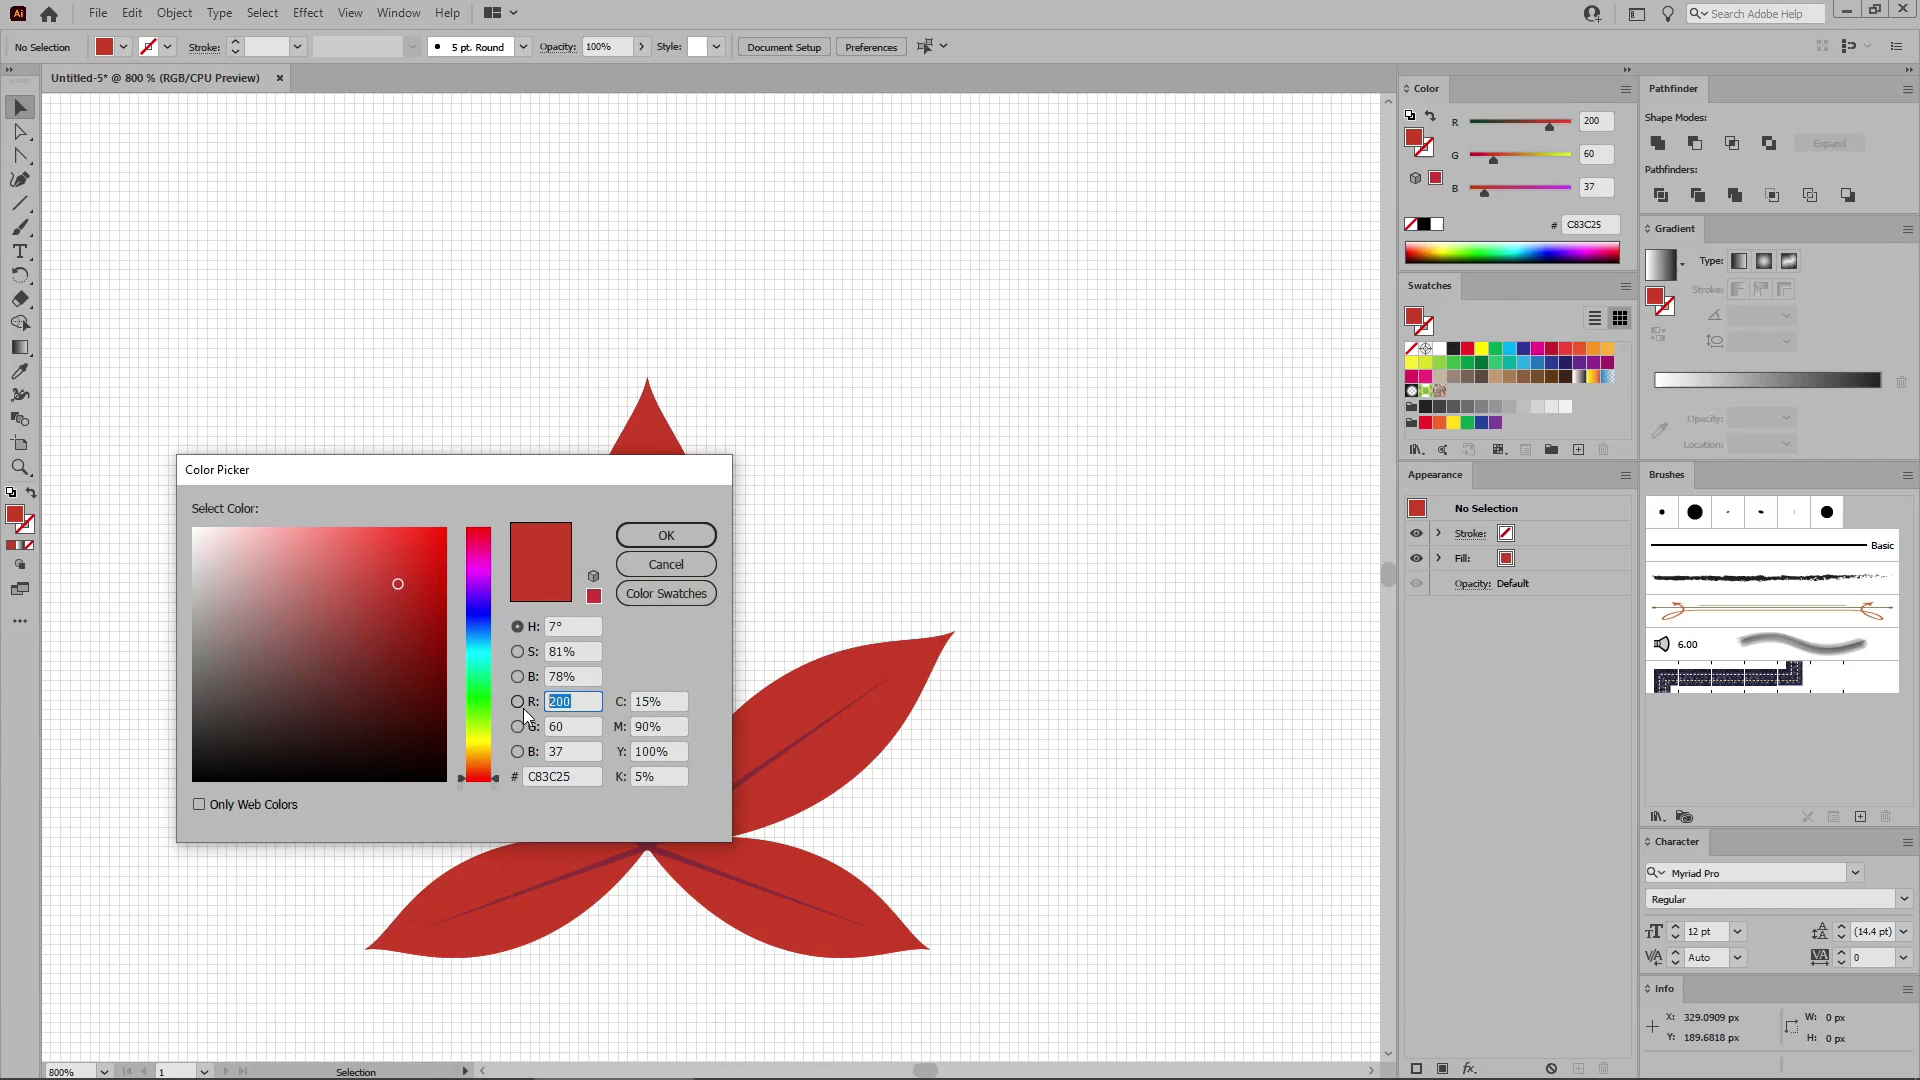 Ai File Edit Object Type Select Effect View Window Help Search Adobe Help
No Selection Stroke: 5 pt. Round Opacity: 100% Style: Document Setup Preferences
Untitled-5* @ 800 % (RGB/CPU Preview)
Color
R 200
G 60
B 37
# C83C25
Swatches
Appearance
No Selection
Stroke:
Fill:
Opacity: Default
Pathfinder
Shape Modes:
Expand
Pathfinders:
Gradient
Type:
Stroke:
Opacity:
Location:
Brushes
Basic
6.00
Character
Myriad Pro
Regular
12 pt (14.4 pt)
Auto 0
Info
X: 329.0909 px W: 0 px
Y: 189.6818 px H: 0 px
Color Picker
Select Color:
OK
Cancel
Color Swatches
H: 7°
S: 81%
B: 78%
R: 200 C: 15%
G: 60 M: 90%
B: 37 Y: 100%
# C83C25 K: 5%
Only Web Colors
800% 1 Selection